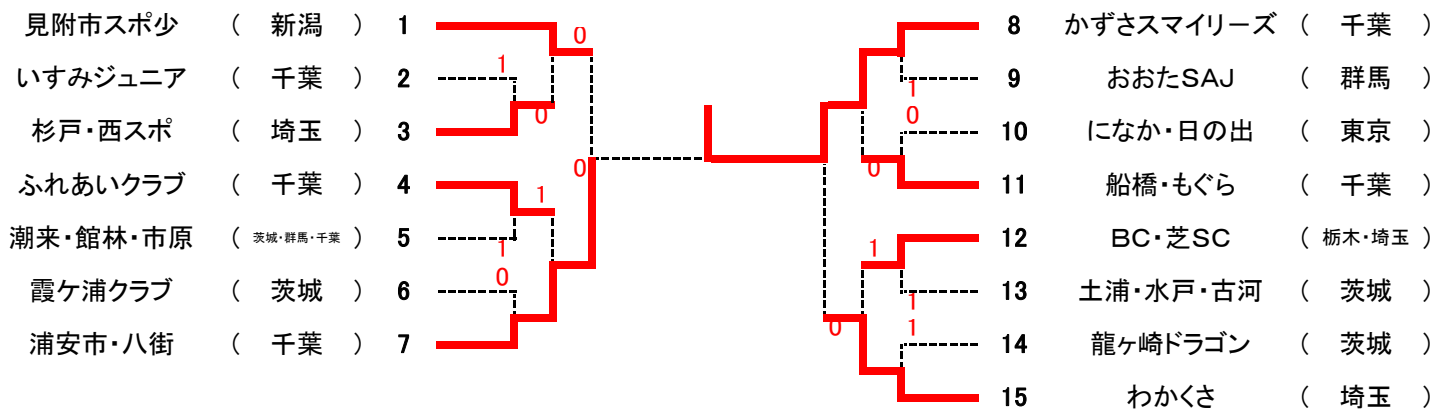 見附市スポ少 ( 新潟 ) 1
いすみジュニア ( 千葉 ) 2
杉戸・西スポ ( 埼玉 ) 3
ふれあいクラブ ( 千葉 ) 4
潮来・館林・市原 ( 茨城・群馬・千葉 ) 5
霞ケ浦クラブ ( 茨城 ) 6
浦安市・八街 ( 千葉 ) 7
0
1
0
0
1
1
0
8 かずさスマイリーズ ( 千葉 )
9 おおたSAJ ( 群馬 )
10 になか・日の出 ( 東京 )
11 船橋・もぐら ( 千葉 )
12 BC・芝SC ( 栃木・埼玉 )
13 土浦・水戸・古河 ( 茨城 )
14 龍ヶ崎ドラゴン ( 茨城 )
15 わかくさ ( 埼玉 )
1
0
0
1
1
0
1